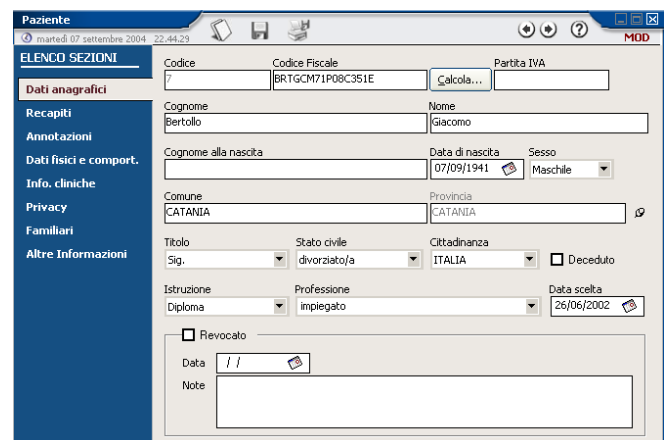 Paziente
martedì 07 settembre 2004 22.44.29
MOD
ELENCO SEZIONI
Dati anagrafici
Recapiti
Annotazioni
Dati fisici e comport.
Info. cliniche
Privacy
Familiari
Altre Informazioni
Codice Codice Fiscale Partita IVA
7 BRTGCM71P08C351E Calcola...
Cognome Nome
Bertollo Giacomo
Cognome alla nascita Data di nascita Sesso
07/09/1941 Maschile
Comune Provincia
CATANIA CATANIA
Titolo Stato civile Cittadinanza
Sig. divorziato/a ITALIA Deceduto
Istruzione Professione Data scelta
Diploma impiegato 26/06/2002
Revocato
Data / /
Note